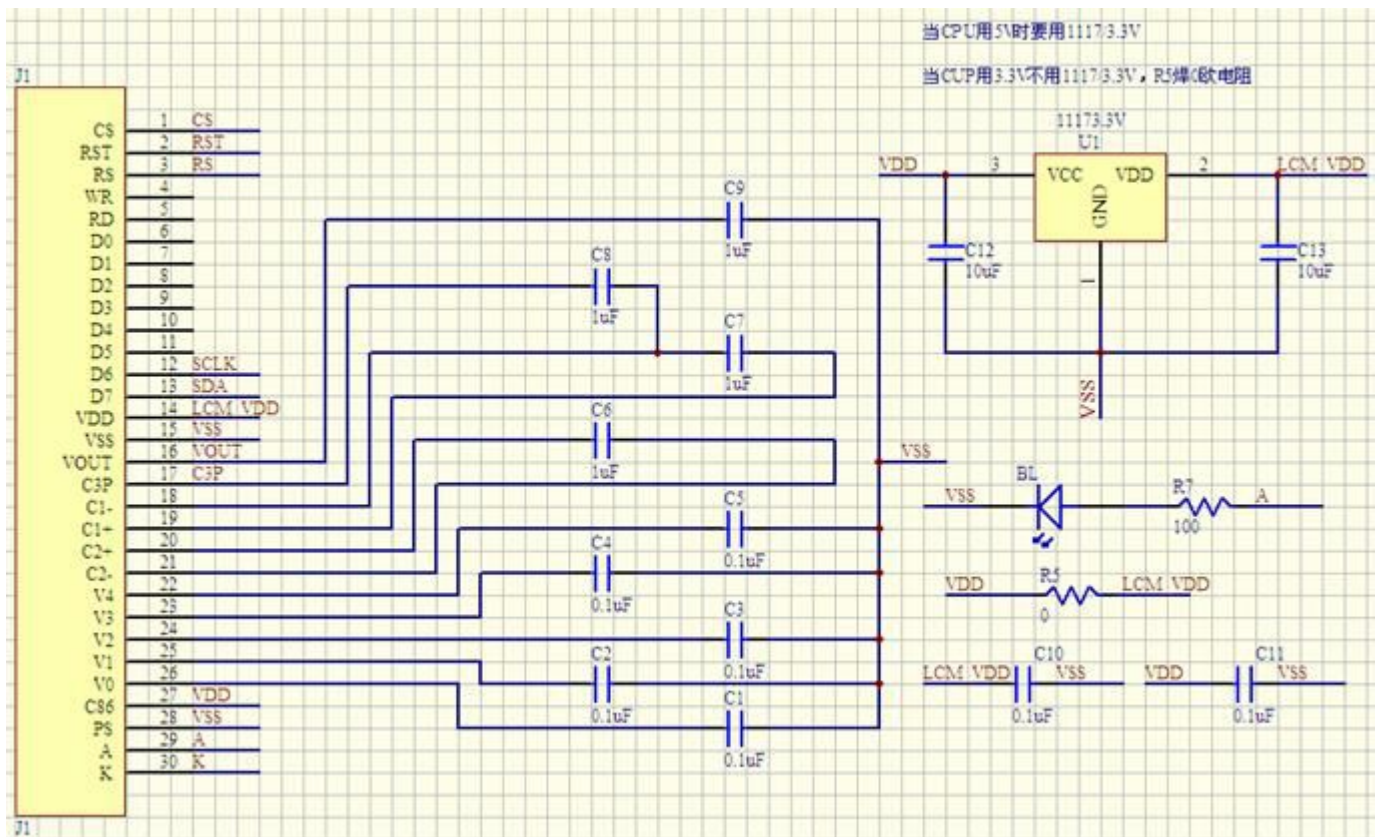 当CPU用5V时要用1117/3.3V
当CUP用3.3V不用1117/3.3V，R5焊0欧电阻
J1
CS 1 CS
RST 2 RST
RS 3 RS
WR 4
RD 5
D0 6
D1 7
D2 8
D3 9
D4 10
D5 11
D6 12 SCLK
D7 13 SDA
VDD 14 LCM VDD
VSS 15 VSS
VOUT 16 VOUT
C3P 17 C3P
C1- 18
C1+ 19
C2+ 20
C2- 21
V4 22
V3 23
V2 24
V1 25
V0 26
C86 27 VDD
PS 28 VSS
A 29 A
K 30 K
J1
C9
1uF
C8
1uF
C7
1uF
C6
1uF
C5
0.1uF
C4
0.1uF
C3
0.1uF
C2
0.1uF
C1
0.1uF
VSS
11173.3V
U1
VDD 3 VCC VDD 2 LCM VDD
GND
1
C12
10uF
C13
10uF
VSS
BL
VSS
R7
100
A
VDD
R5
0
LCM VDD
LCM VDD
C10
VSS
0.1uF
VDD
C11
VSS
0.1uF